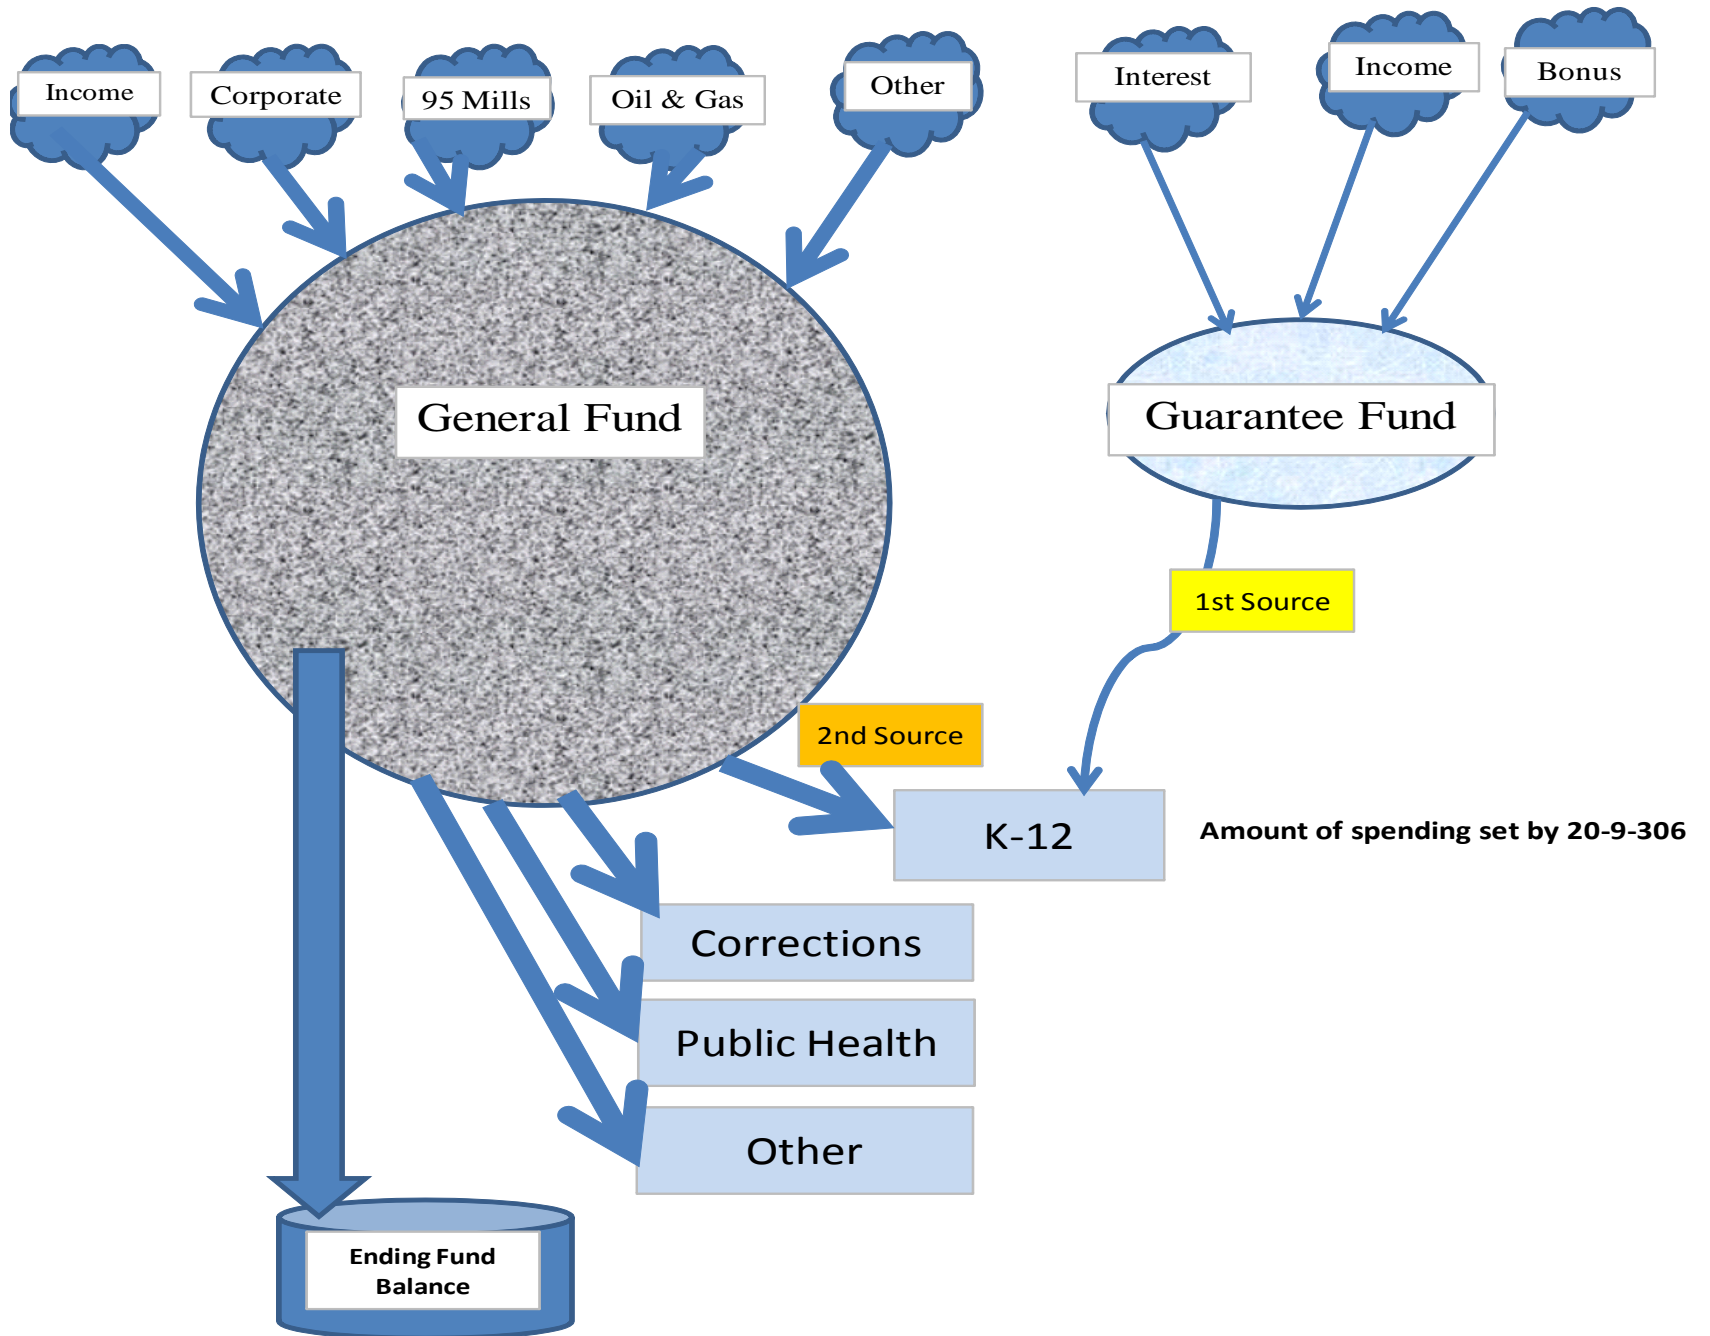 Income
Corporate
95 Mills
Oil & Gas
Other
Interest
Income
Bonus
General Fund
Guarantee Fund
1st Source
2nd Source
K-12
Amount of spending set by 20-9-306
Corrections
Public Health
Other
Ending Fund
Balance